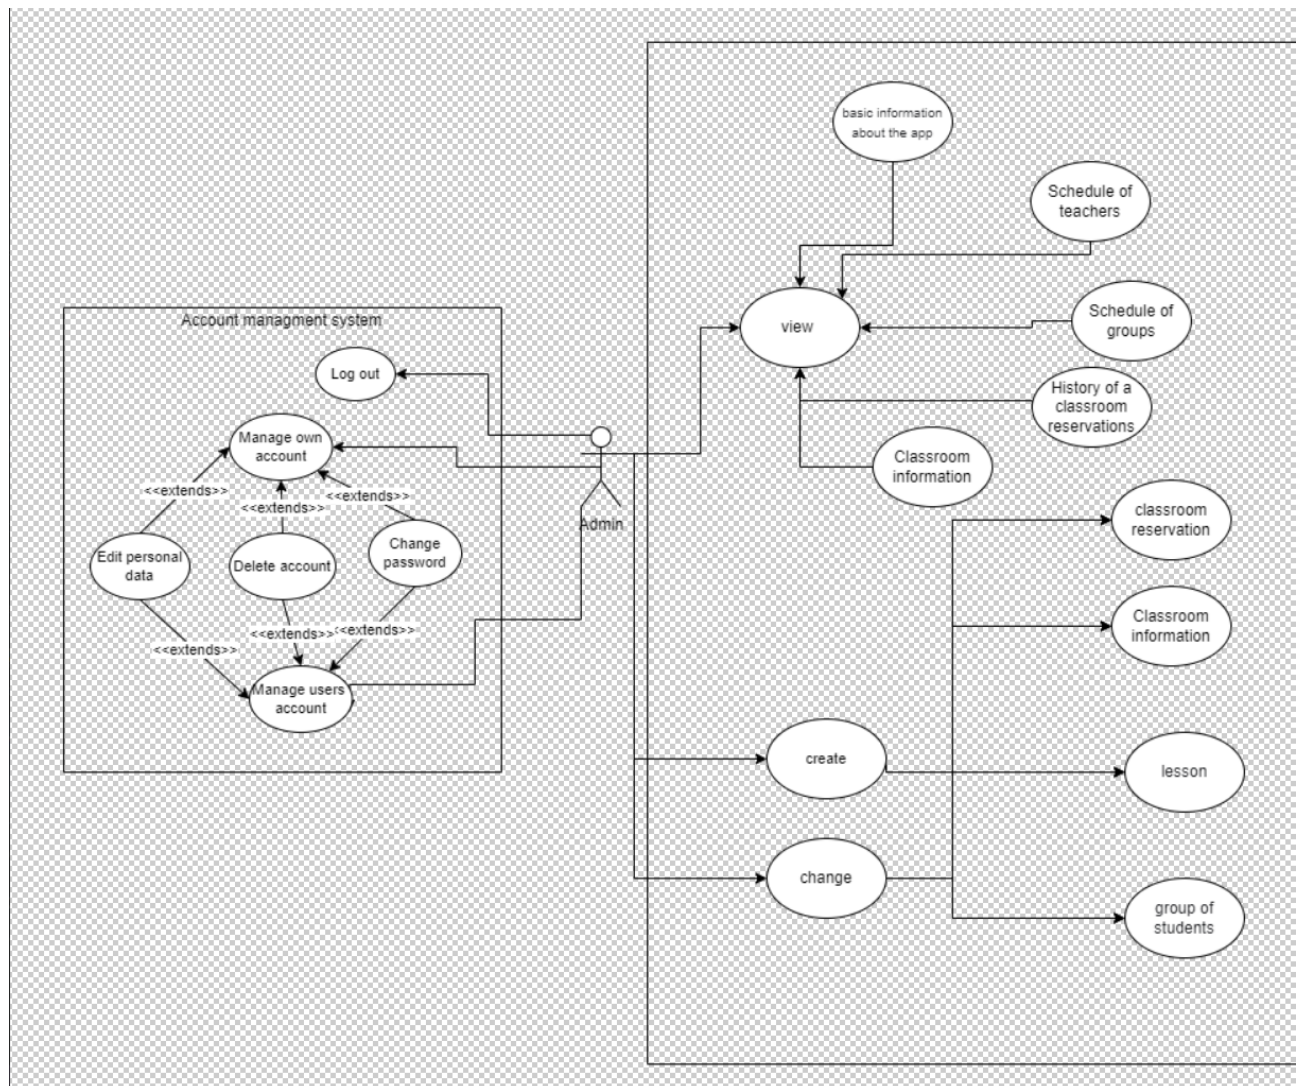 basic information
about the app
Schedule of
teachers
Account managment system
view
Schedule of
groups
Log out
History of a
classroom
reservations
Manage own
account
Classroom
information
<<extends>>
<<extends>>
<<extends>>
Admin
classroom
reservation
Edit personal
data
Delete account
Change
password
Classroom
information
<<extends>>
<<extends>>
<<extends>>
Manage users
account
create
lesson
change
group of
students